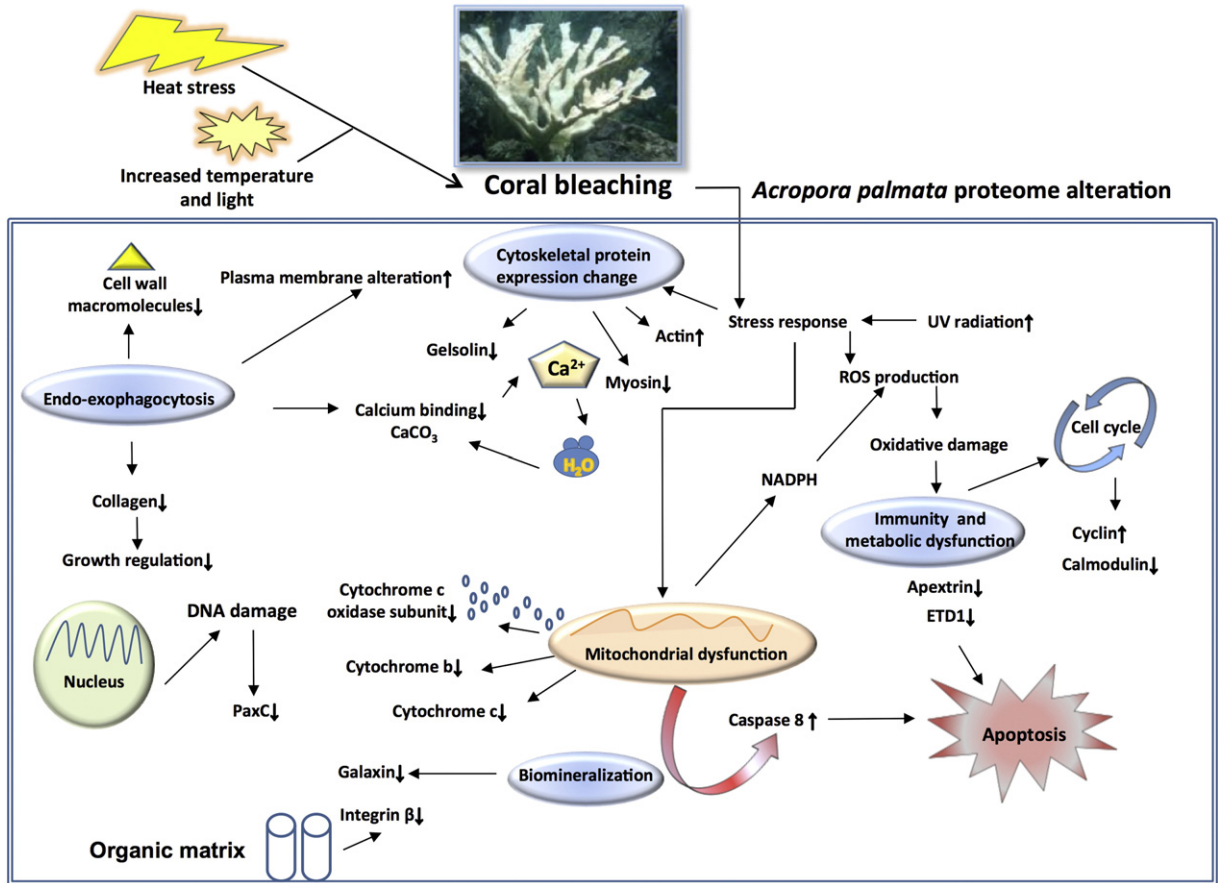 Heat stress
Increased temperature
and light
Coral bleaching
Acropora palmata proteome alteration
Cell wall
macromolecules↓
Plasma membrane alteration↑
Cytoskeletal protein
expression change
Gelsolin↓
Ca²⁺
Myosin↓
Actin↑
Stress response
UV radiation↑
ROS production
Endo-exophagocytosis
Calcium binding↓
CaCO₃
H₂O
Oxidative damage
Cell cycle
NADPH
Collagen↓
Growth regulation↓
Immunity and
metabolic dysfunction
Cyclin↑
Calmodulin↓
Apextrin↓
ETD1↓
Cytochrome c
oxidase subunit↓
DNA damage
Nucleus
PaxC↓
Cytochrome b↓
Cytochrome c↓
Mitochondrial dysfunction
Caspase 8↑
Apoptosis
Galaxin↓
Biomineralization
Integrin β↓
Organic matrix